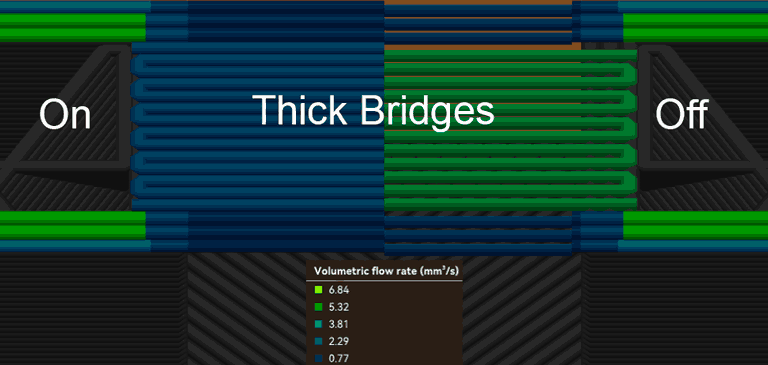 On
Thick Bridges
Off
Volumetric flow rate (mm³/s)
6.84
5.32
3.81
2.29
0.77